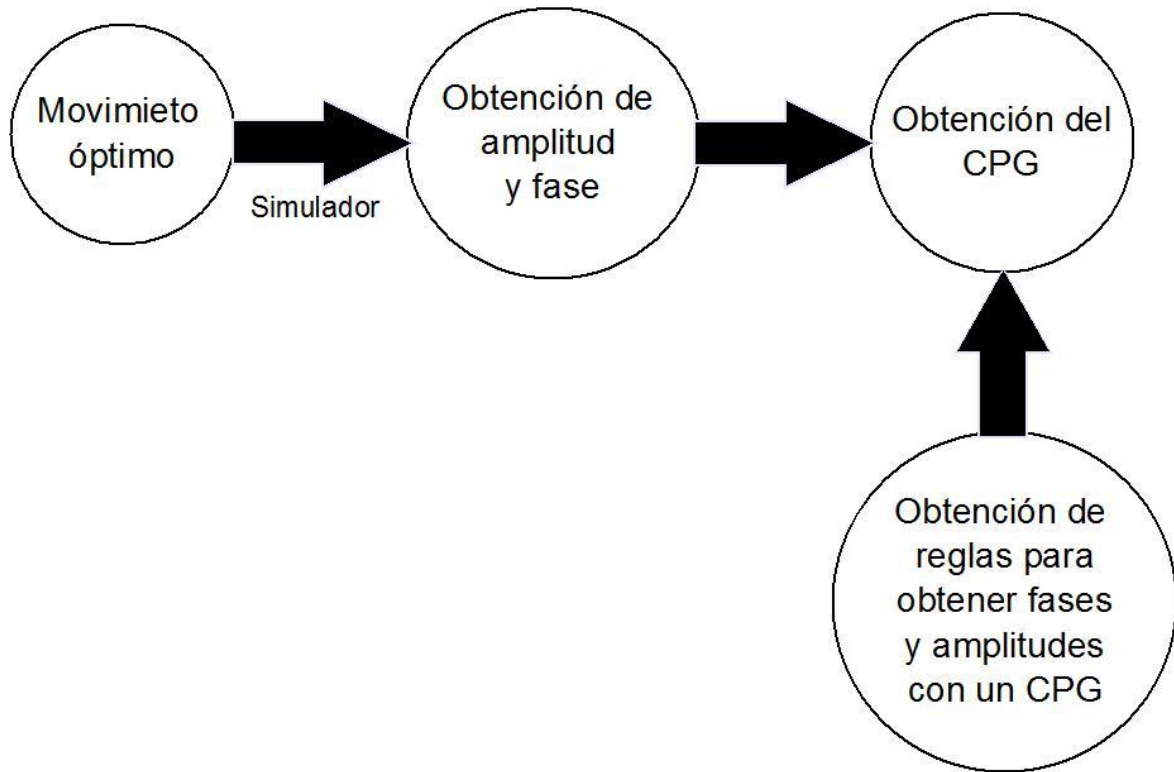 Movimieto
óptimo
Simulador
Obtención de
amplitud
y fase
Obtención del
CPG
Obtención de
reglas para
obtener fases
y amplitudes
con un CPG